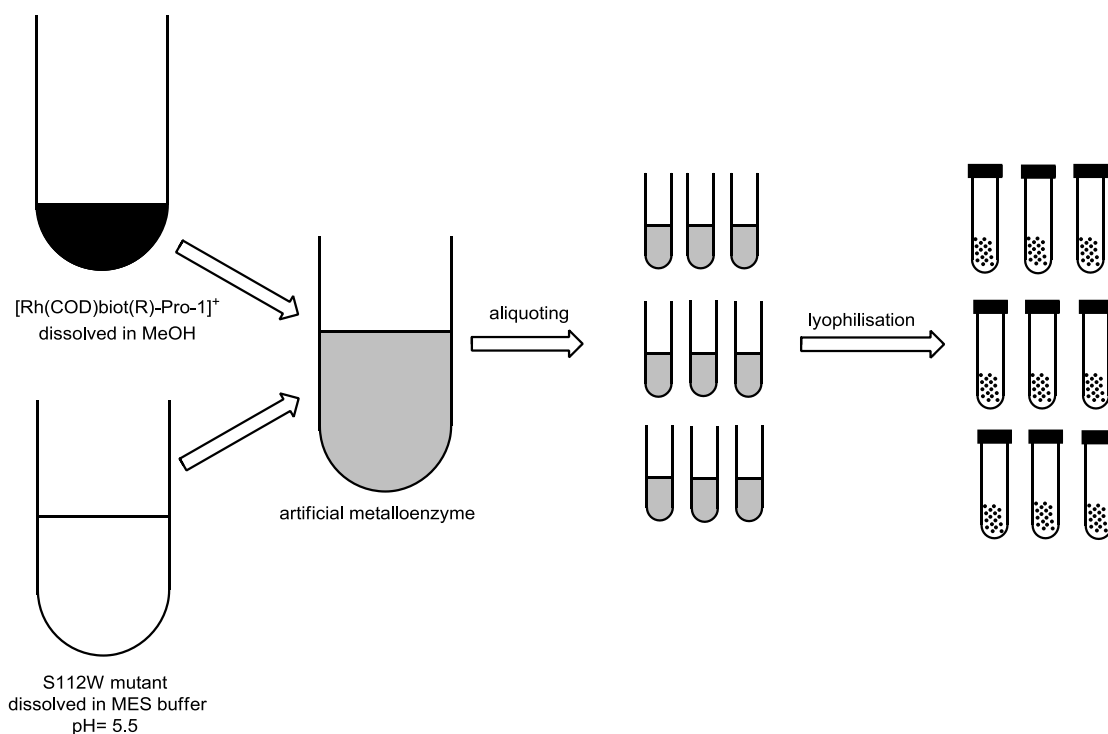 [Rh(COD)biot(R)-Pro-1]+
dissolved in MeOH
S112W mutant
dissolved in MES buffer
pH= 5.5
artificial metalloenzyme
aliquoting
lyophilisation